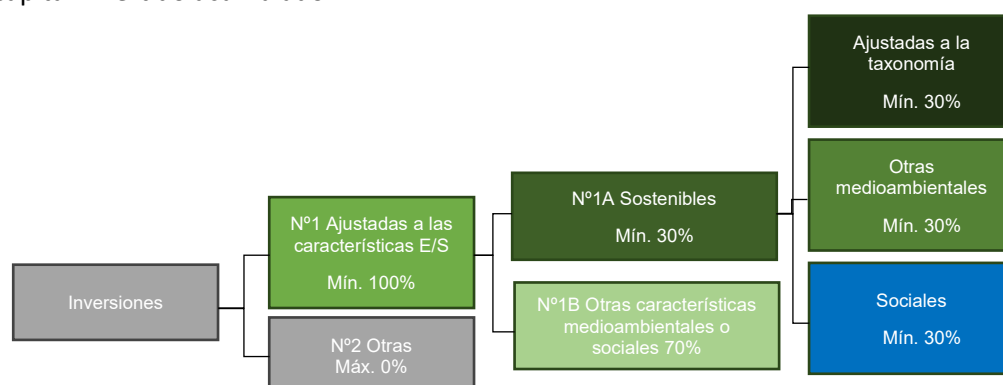 Inversiones
Nº1 Ajustadas a las
características E/S
Mín. 100%
Nº2 Otras
Máx. 0%
Nº1A Sostenibles
Mín. 30%
Nº1B Otras características
medioambientales o
sociales 70%
Ajustadas a la
taxonomía
Mín. 30%
Otras
medioambientales
Mín. 30%
Sociales
Mín. 30%